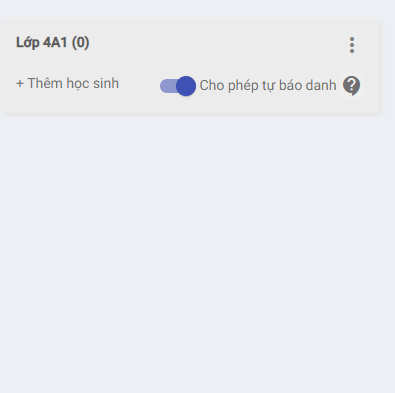 Lớp 4A1 (0)
+ Thêm học sinh Cho phép tự báo danh